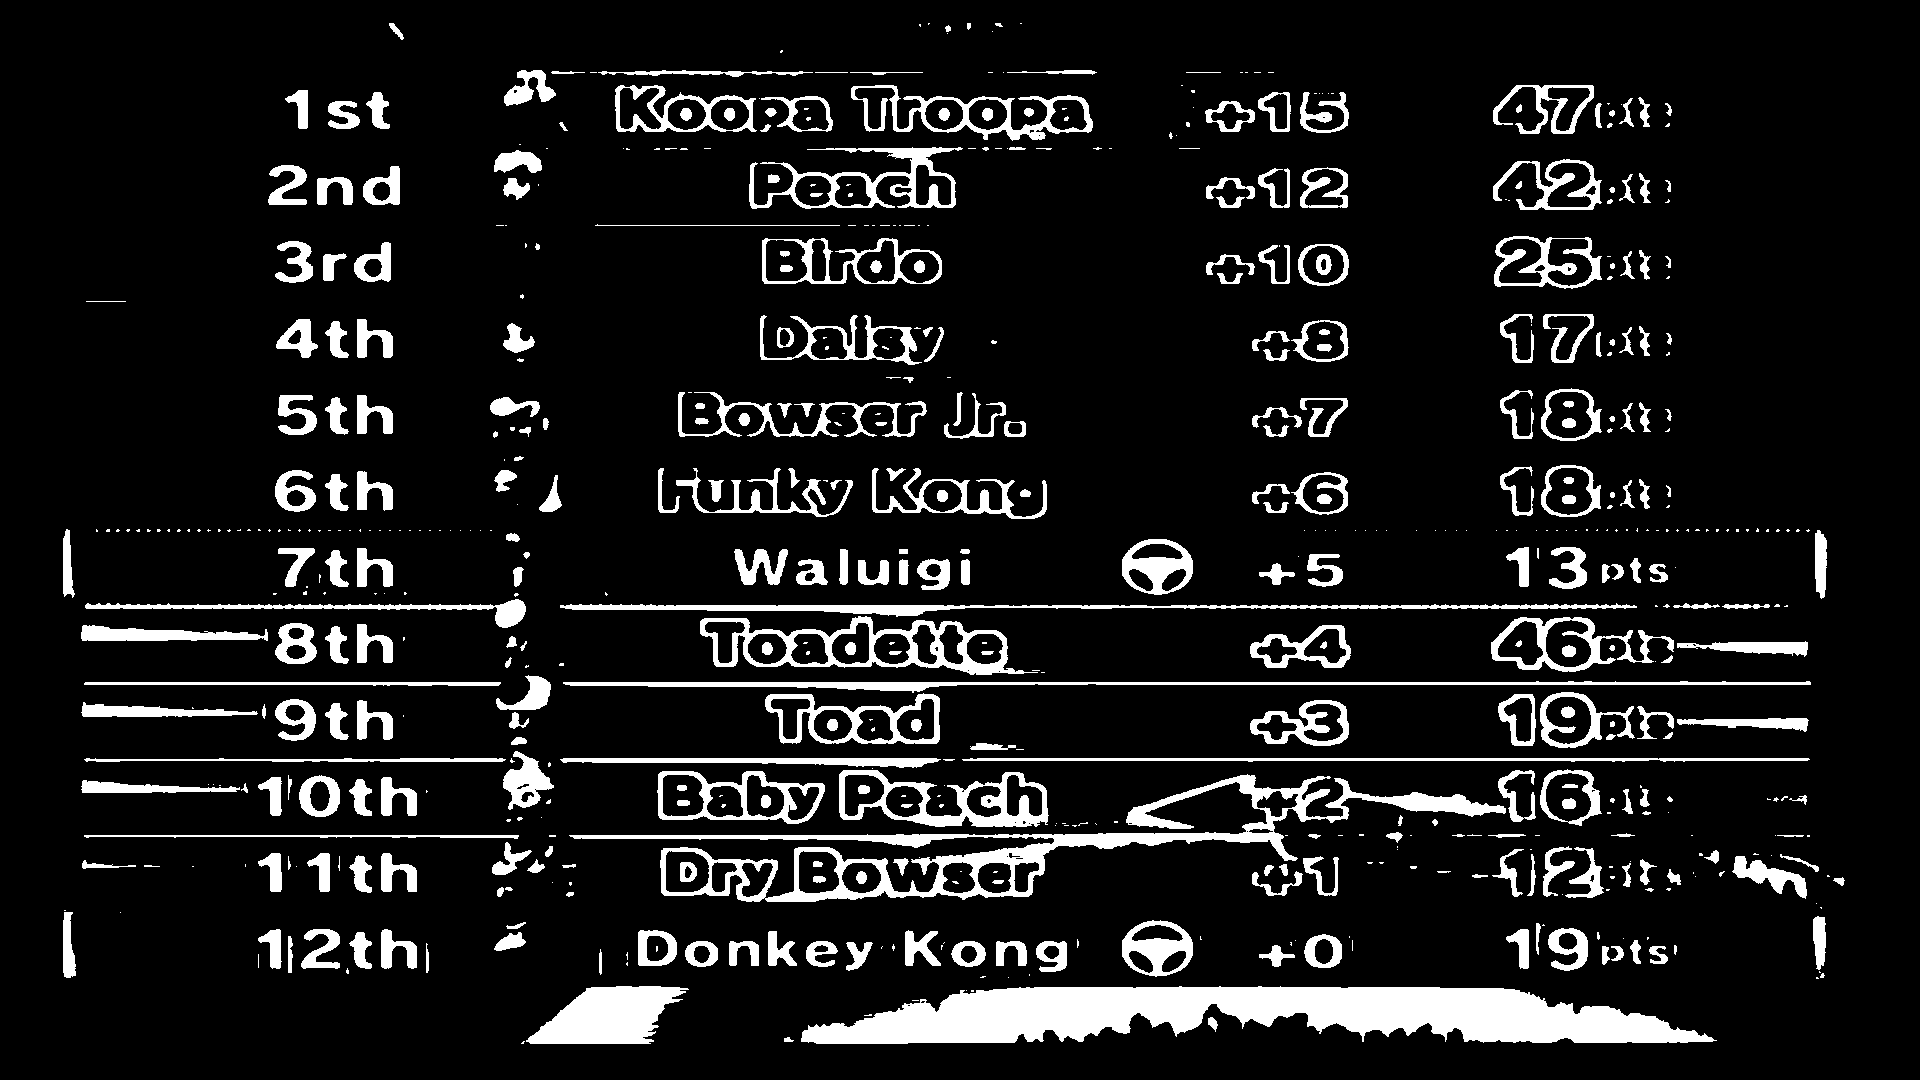 1st Koopa Troopa +15 47pts
2nd Peach +12 42pts
3rd Birdo +10 25pts
4th Daisy +8 17pts
5th Bowser Jr. +7 18pts
6th Funky Kong +6 18pts
7th Waluigi +5 13pts
8th Toadette +4 46pts
9th Toad +3 19pts
10th Baby Peach +2 16pts
11th Dry Bowser +1 12pts
12th Donkey Kong +0 19pts